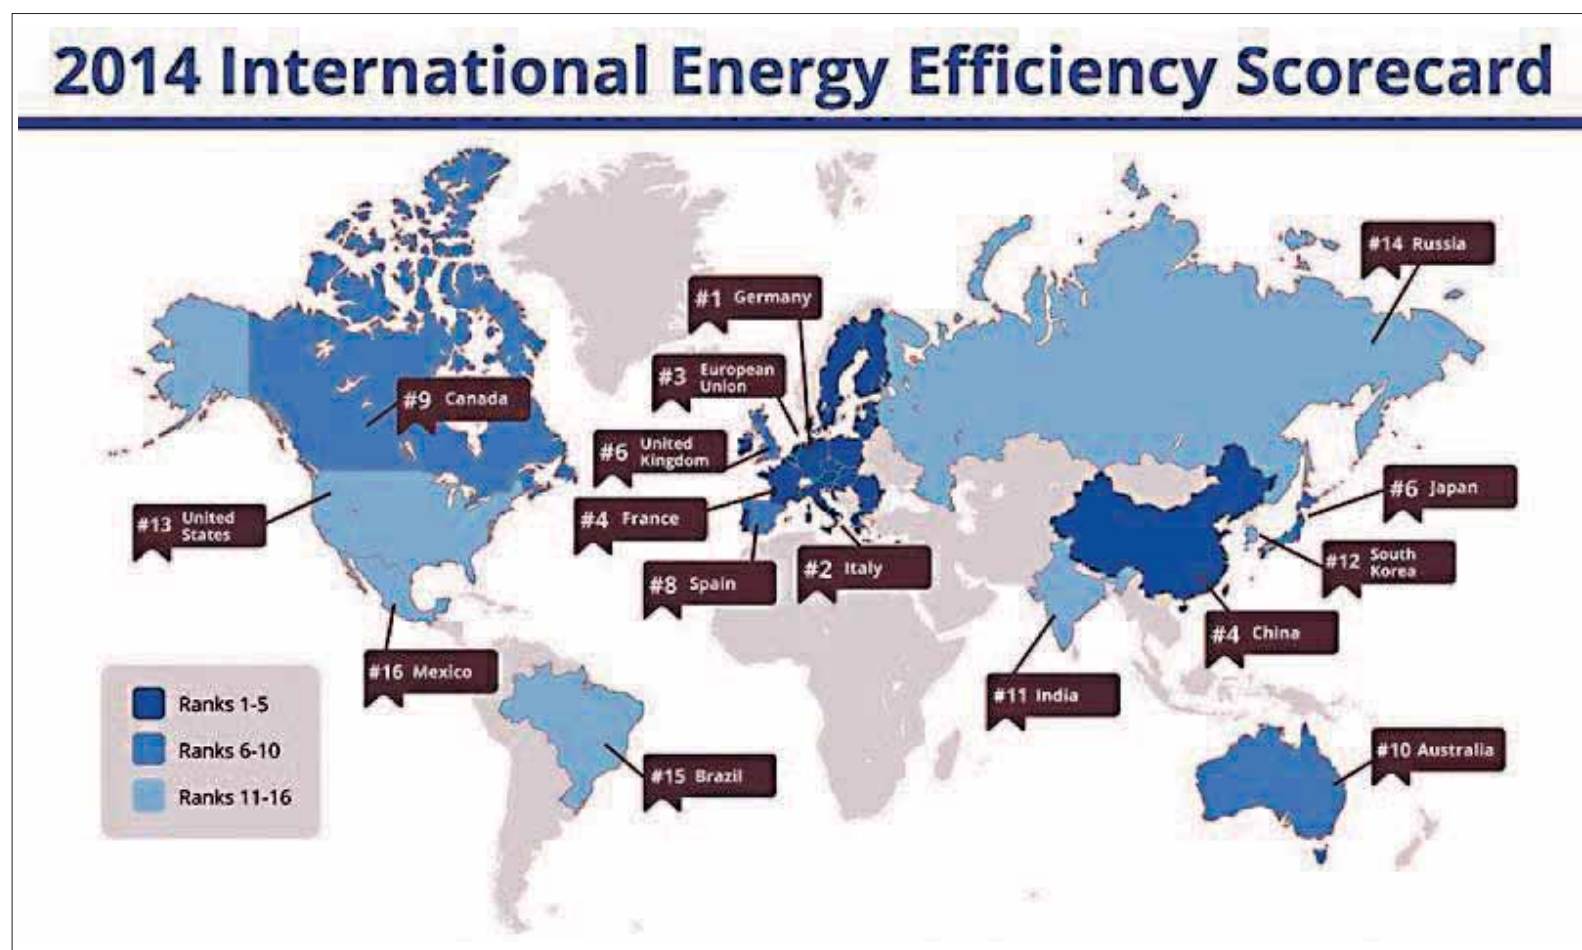 2014 International Energy Efficiency Scorecard
#14 Russia
#1 Germany
#3 European
Union
#9 Canada
#6 United
Kingdom
#6 Japan
#13 United
States
#4 France
#12 South
Korea
#2 Italy
#8 Spain
#4 China
#16 Mexico
#11 India
Ranks 1-5
Ranks 6-10
Ranks 11-16
#15 Brazil
#10 Australia